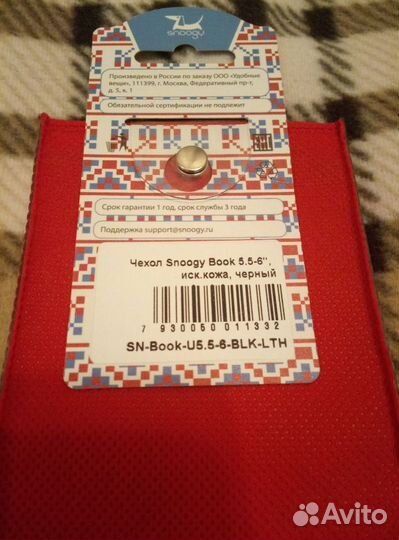 snoogy
Произведено в России по заказу ООО «Удобные
вещи», 111399, г. Москва, Федеративный пр-т,
д. 5, к. 1
Обязательной сертификации не подлежит
Срок гарантии 1 год, срок службы 3 года
Поддержка support@snoogy.ru
Чехол Snoogy Book 5.5-6",
иск.кожа, черный
7 930050 011332
SN-Book-U5.5-6-BLK-LTH
Avito